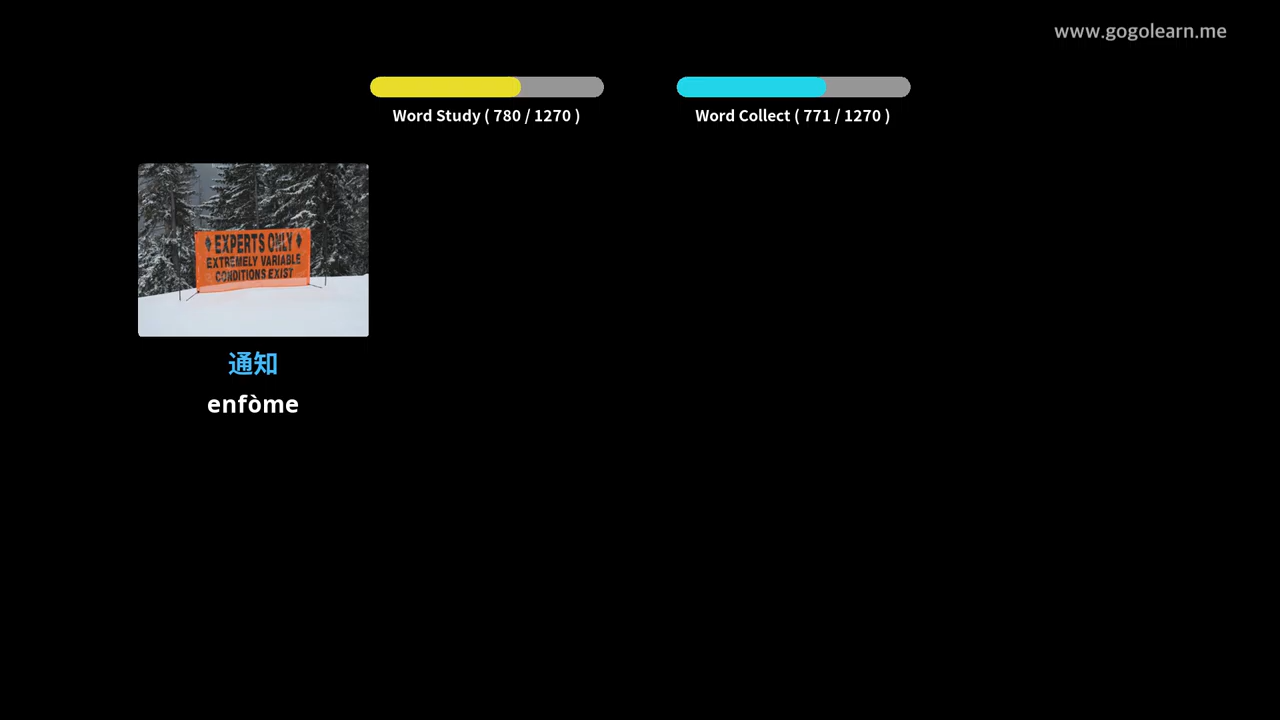 www.gogolearn.me
Word Study ( 780 / 1270 )
Word Collect ( 771 / 1270 )
EXPERTS ONLY
EXTREMELY VARIABLE
CONDITIONS EXIST
通知
enfòme